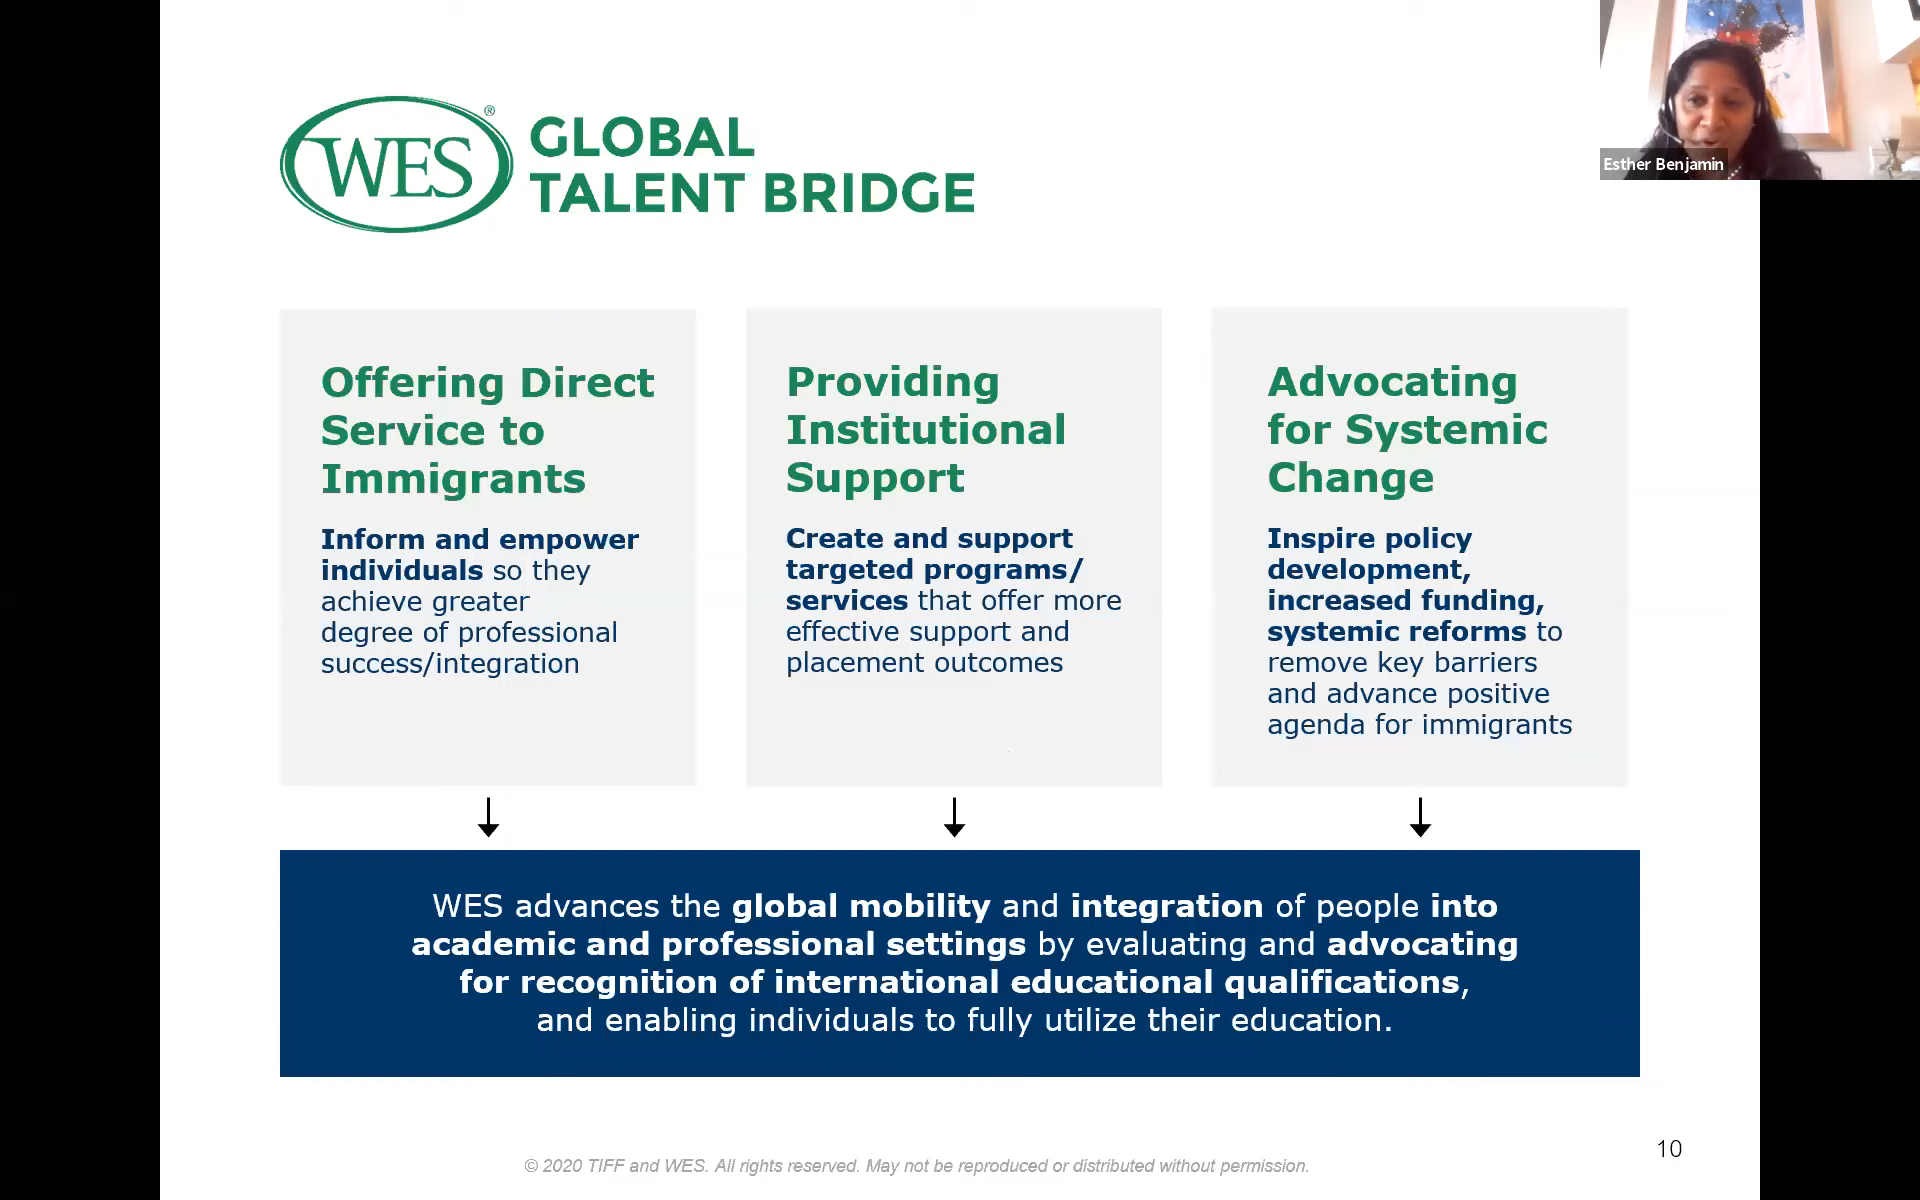 WES®
GLOBAL
TALENT BRIDGE
Esther Benjamin
Offering Direct
Service to
Immigrants
Inform and empower
individuals so they
achieve greater
degree of professional
success/integration
Providing
Institutional
Support
Create and support
targeted programs/
services that offer more
effective support and
placement outcomes
Advocating
for Systemic
Change
Inspire policy
development,
increased funding,
systemic reforms to
remove key barriers
and advance positive
agenda for immigrants
WES advances the global mobility and integration of people into
academic and professional settings by evaluating and advocating
for recognition of international educational qualifications,
and enabling individuals to fully utilize their education.
10
© 2020 TIFF and WES. All rights reserved. May not be reproduced or distributed without permission.